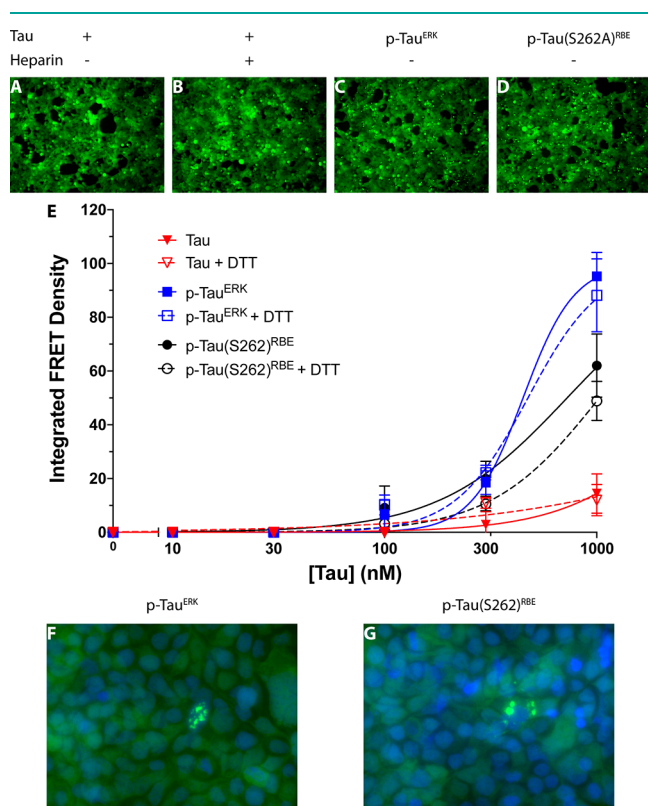 Tau + + p-Tau^ERK p-Tau(S262A)^RBE
Heparin - + - -
A B C D
E
120
100
80
60
40
20
0
Integrated FRET Density
Tau
Tau + DTT
p-Tau^ERK
p-Tau^ERK + DTT
p-Tau(S262)^RBE
p-Tau(S262)^RBE + DTT
0 10 30 100 300 1000
[Tau] (nM)
p-Tau^ERK p-Tau(S262)^RBE
F G